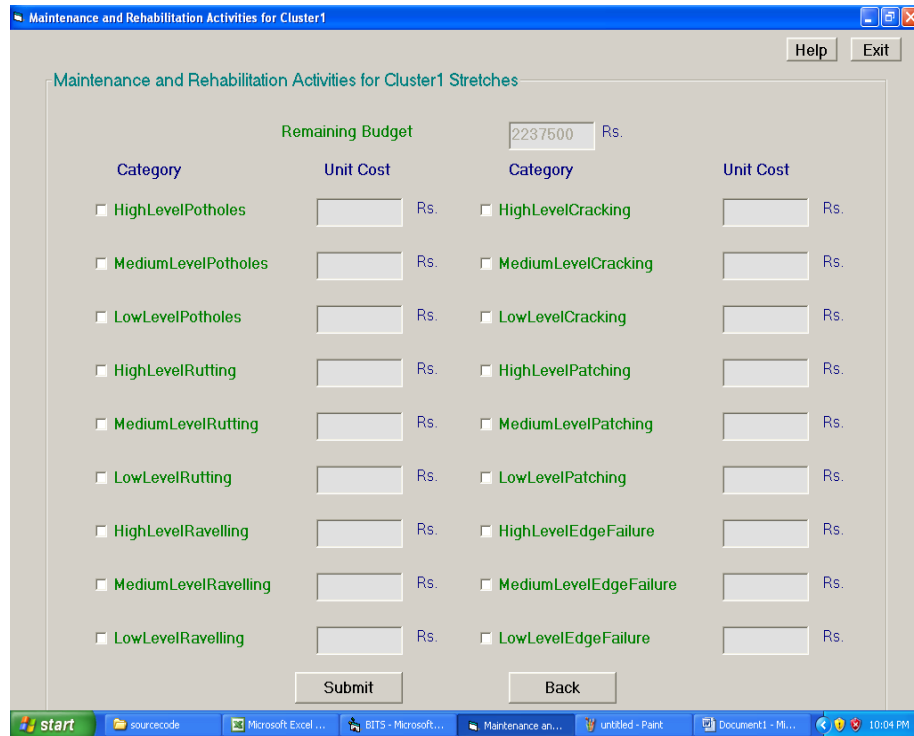 Maintenance and Rehabilitation Activities for Cluster1
Help Exit
Maintenance and Rehabilitation Activities for Cluster1 Stretches
Remaining Budget 2237500 Rs.
Category Unit Cost Category Unit Cost
HighLevelPotholes Rs. HighLevelCracking Rs.
MediumLevelPotholes Rs. MediumLevelCracking Rs.
LowLevelPotholes Rs. LowLevelCracking Rs.
HighLevelRutting Rs. HighLevelPatching Rs.
MediumLevelRutting Rs. MediumLevelPatching Rs.
LowLevelRutting Rs. LowLevelPatching Rs.
HighLevelRavelling Rs. HighLevelEdgeFailure Rs.
MediumLevelRavelling Rs. MediumLevelEdgeFailure Rs.
LowLevelRavelling Rs. LowLevelEdgeFailure Rs.
Submit Back
start sourcecode Microsoft Excel ... BITS - Microsoft... Maintenance an... untitled - Paint Document1 - Mi... 10:04 PM